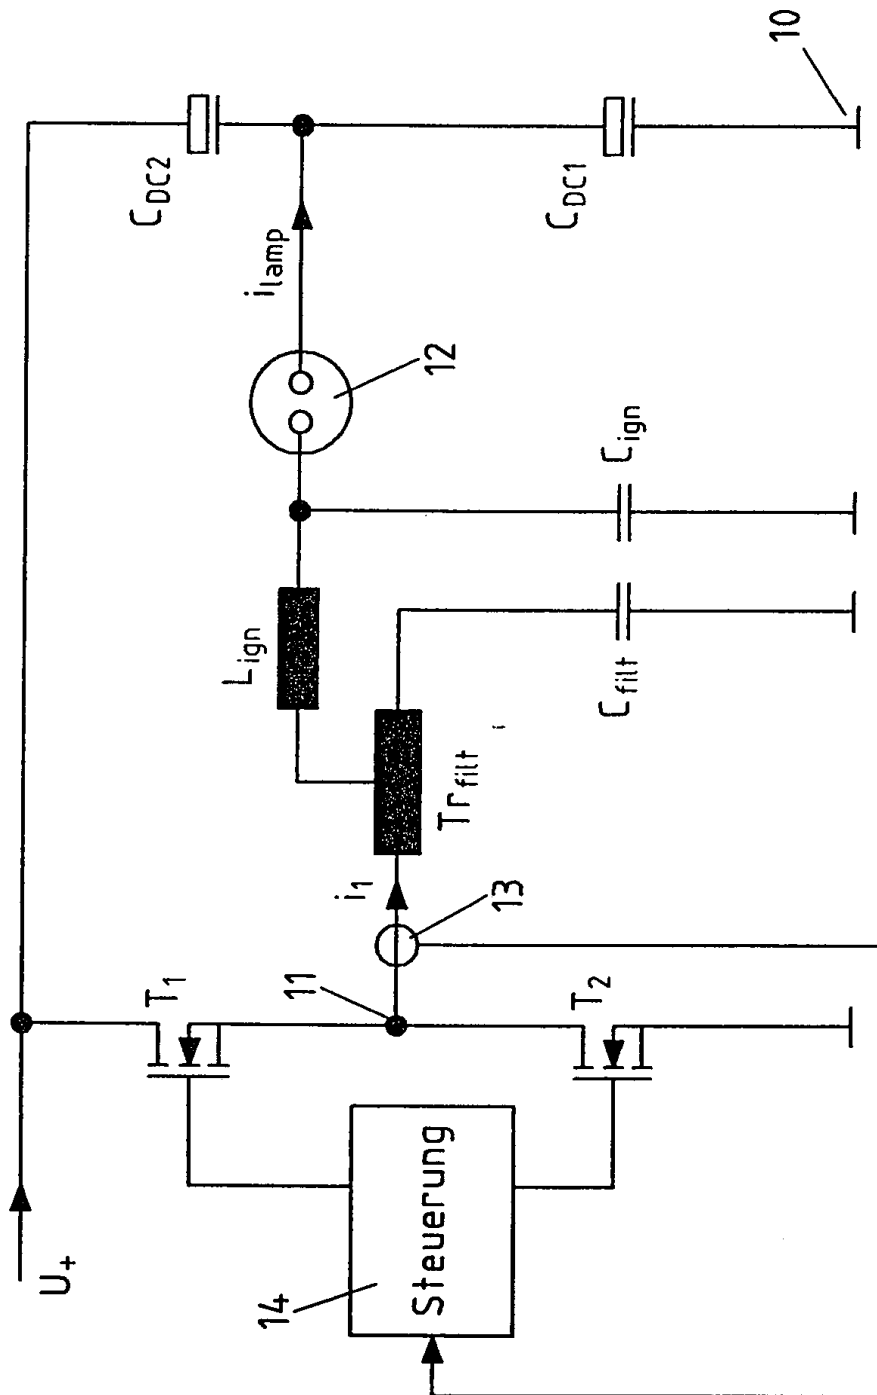 U+
T1
T2
14
Steuerung
11
13
i1
Trfilt
Lign
Cfilt
Cign
12
ilamp
CDC2
CDC1
10